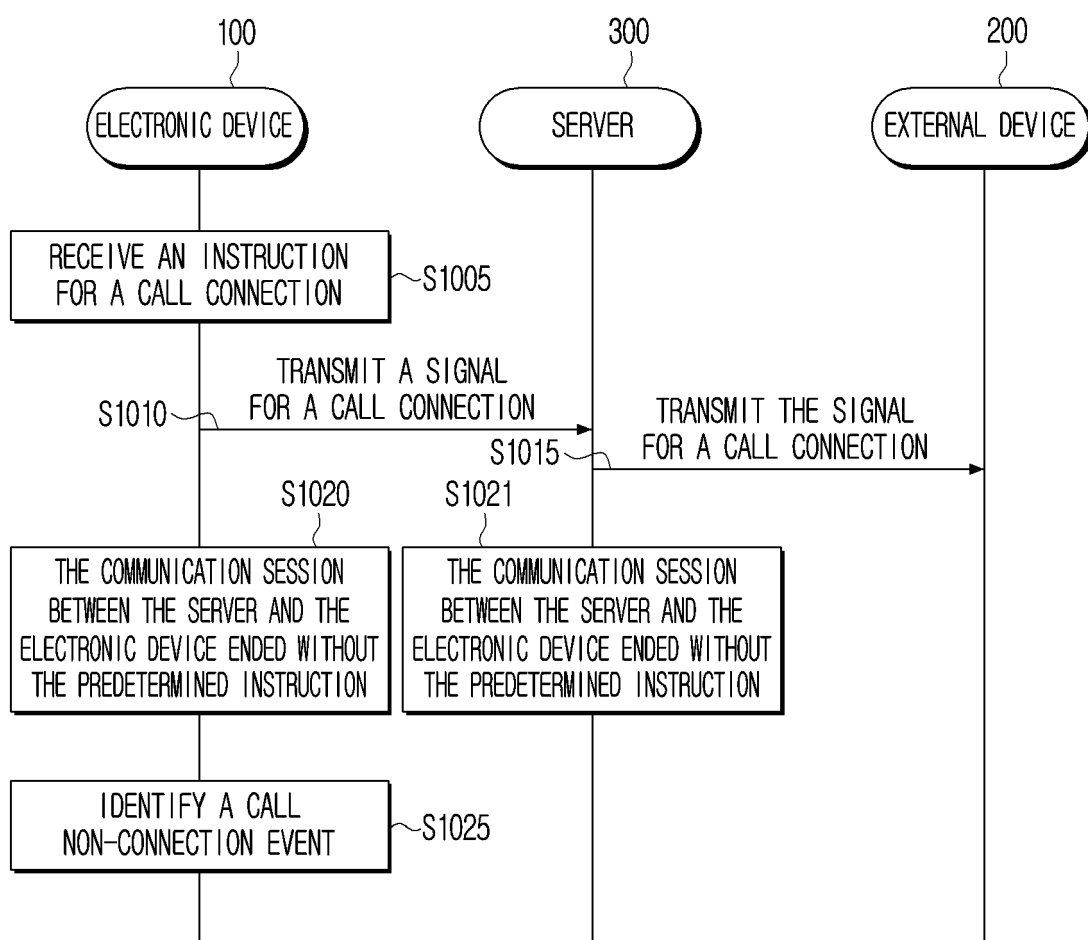 100
300
200
ELECTRONIC DEVICE
SERVER
EXTERNAL DEVICE
RECEIVE AN INSTRUCTION
FOR A CALL CONNECTION
S1005
TRANSMIT A SIGNAL
FOR A CALL CONNECTION
S1010
TRANSMIT THE SIGNAL
FOR A CALL CONNECTION
S1015
S1020
THE COMMUNICATION SESSION
BETWEEN THE SERVER AND THE
ELECTRONIC DEVICE ENDED WITHOUT
THE PREDETERMINED INSTRUCTION
S1021
THE COMMUNICATION SESSION
BETWEEN THE SERVER AND THE
ELECTRONIC DEVICE ENDED WITHOUT
THE PREDETERMINED INSTRUCTION
IDENTIFY A CALL
NON-CONNECTION EVENT
S1025